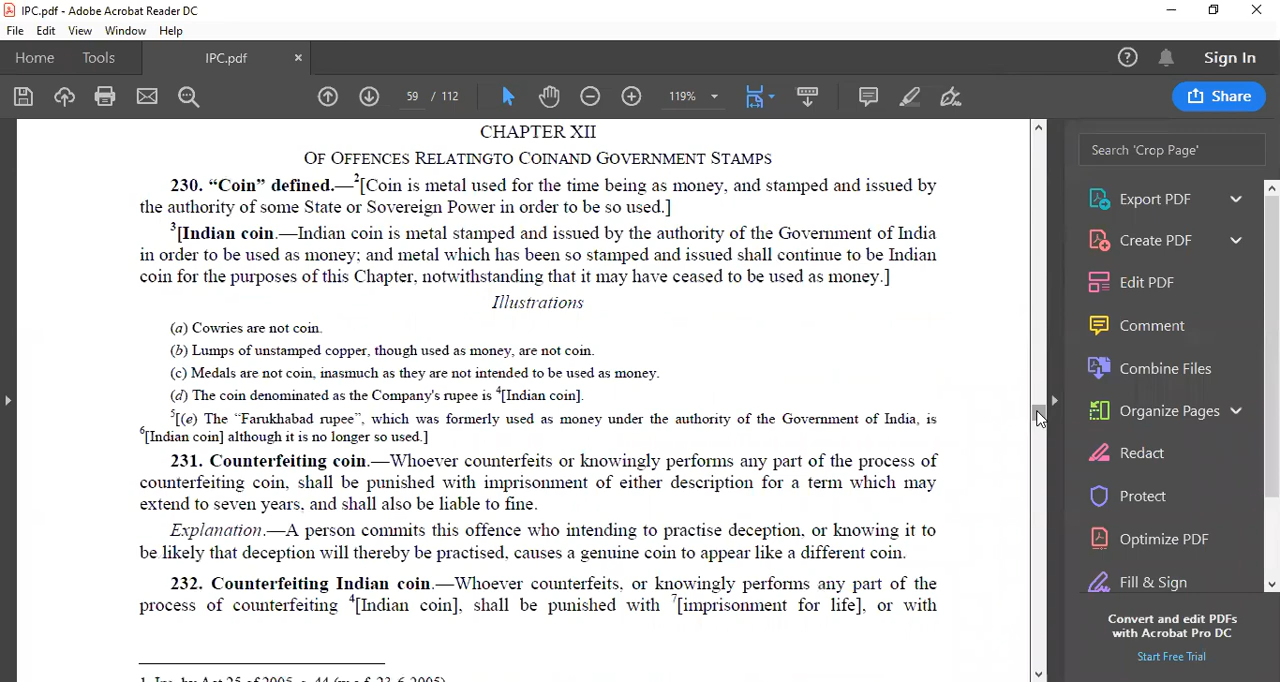 IPC.pdf - Adobe Acrobat Reader DC
File Edit View Window Help
Home Tools IPC.pdf × Sign In
59 / 112 119% Share
CHAPTER XII
OF OFFENCES RELATINGTO COINAND GOVERNMENT STAMPS
230. “Coin” defined.—2[Coin is metal used for the time being as money, and stamped and issued by
the authority of some State or Sovereign Power in order to be so used.]
3[Indian coin.—Indian coin is metal stamped and issued by the authority of the Government of India
in order to be used as money; and metal which has been so stamped and issued shall continue to be Indian
coin for the purposes of this Chapter, notwithstanding that it may have ceased to be used as money.]
Illustrations
(a) Cowries are not coin.
(b) Lumps of unstamped copper, though used as money, are not coin.
(c) Medals are not coin, inasmuch as they are not intended to be used as money.
(d) The coin denominated as the Company's rupee is 4[Indian coin].
5[(e) The “Farukhabad rupee”, which was formerly used as money under the authority of the Government of India, is
6[Indian coin] although it is no longer so used.]
231. Counterfeiting coin.—Whoever counterfeits or knowingly performs any part of the process of
counterfeiting coin, shall be punished with imprisonment of either description for a term which may
extend to seven years, and shall also be liable to fine.
Explanation.—A person commits this offence who intending to practise deception, or knowing it to
be likely that deception will thereby be practised, causes a genuine coin to appear like a different coin.
232. Counterfeiting Indian coin.—Whoever counterfeits, or knowingly performs any part of the
process of counterfeiting 4[Indian coin], shall be punished with 7[imprisonment for life], or with
1. Ins. by Act 25 of 2005, s. 44 (w.e.f. 23-6-2005).
Search 'Crop Page'
Export PDF
Create PDF
Edit PDF
Comment
Combine Files
Organize Pages
Redact
Protect
Optimize PDF
Fill & Sign
Convert and edit PDFs
with Acrobat Pro DC
Start Free Trial